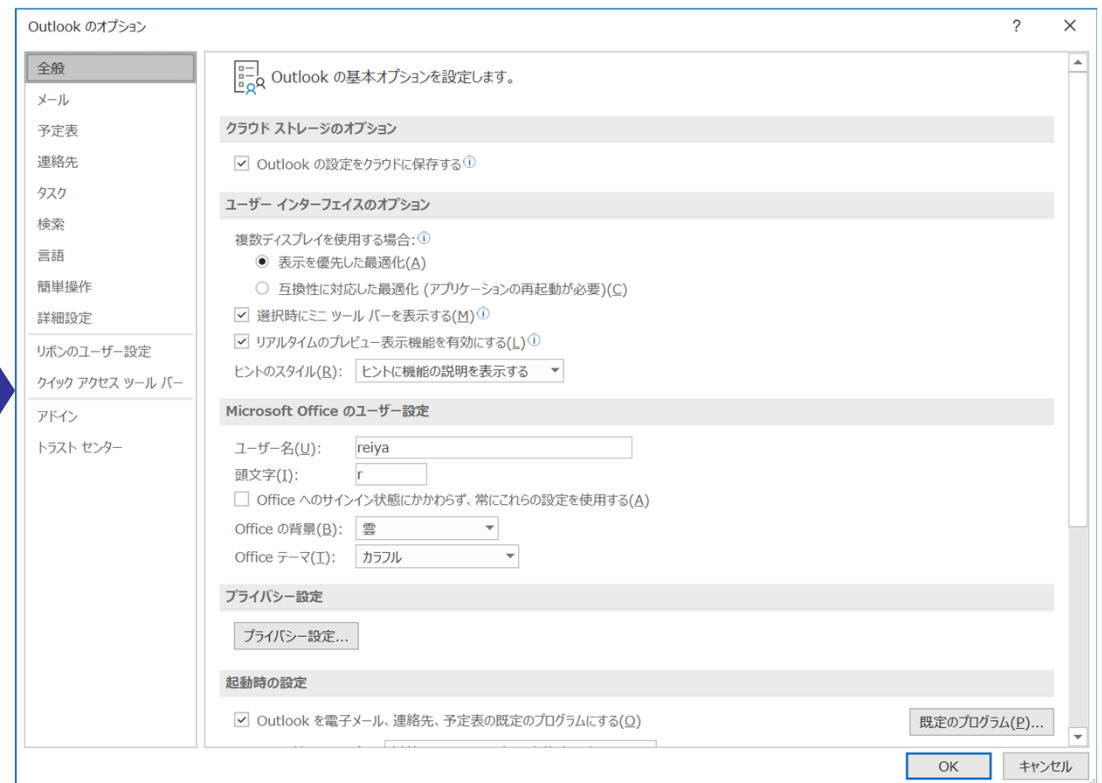 Outlook のオプション
?
全般
メール
予定表
連絡先
タスク
検索
言語
簡単操作
詳細設定
リボンのユーザー設定
クイック アクセス ツール バー
アドイン
トラスト センター
Outlook の基本オプションを設定します。
クラウド ストレージのオプション
Outlook の設定をクラウドに保存する
ユーザー インターフェイスのオプション
複数ディスプレイを使用する場合:
表示を優先した最適化(A)
互換性に対応した最適化 (アプリケーションの再起動が必要)(C)
選択時にミニ ツール バーを表示する(M)
リアルタイムのプレビュー表示機能を有効にする(L)
ヒントのスタイル(R): ヒントに機能の説明を表示する
Microsoft Office のユーザー設定
ユーザー名(U): reiya
頭文字(I): r
Office へのサインイン状態にかかわらず、常にこれらの設定を使用する(A)
Office の背景(B): 雲
Office テーマ(T): カラフル
プライバシー設定
プライバシー設定...
起動時の設定
Outlook を電子メール、連絡先、予定表の既定のプログラムにする(O) 既定のプログラム(P)...
OK キャンセル